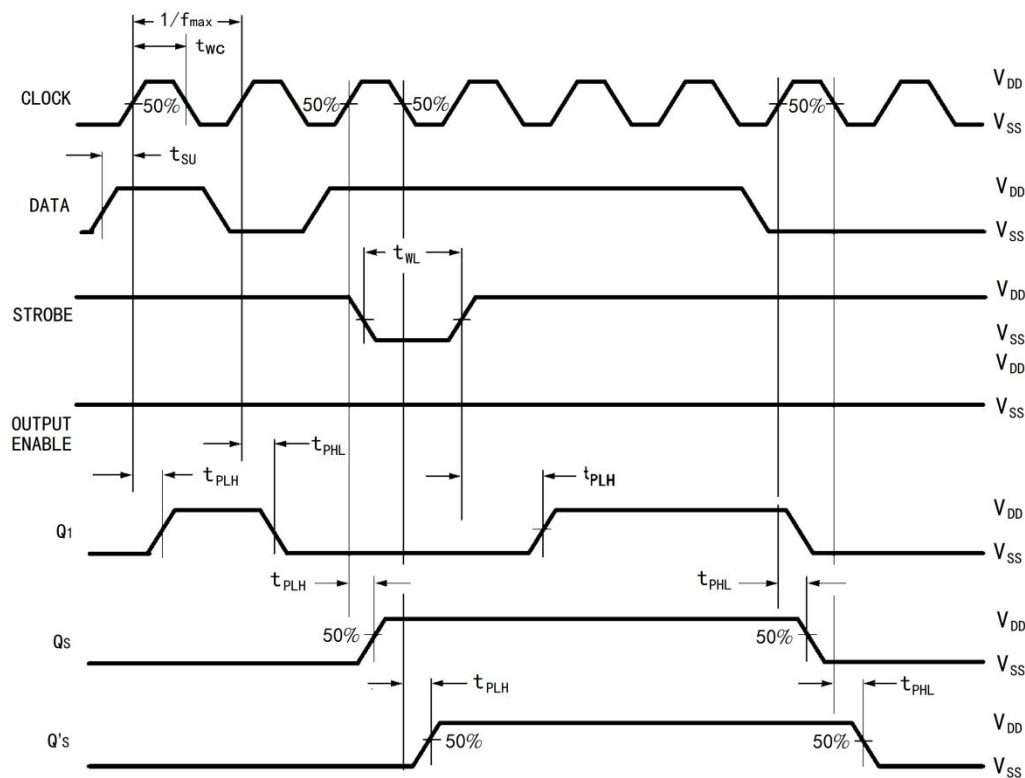 1/fmax
tWC
CLOCK
50%
50%
50%
50%
VDD
VSS
tSU
DATA
VDD
VSS
tWL
STROBE
VDD
VSS
VDD
OUTPUT
ENABLE
VSS
tPHL
tPLH
tPLH
Q1
VDD
VSS
tPLH
tPHL
QS
50%
50%
VDD
VSS
tPLH
tPHL
Q'S
50%
50%
VDD
VSS